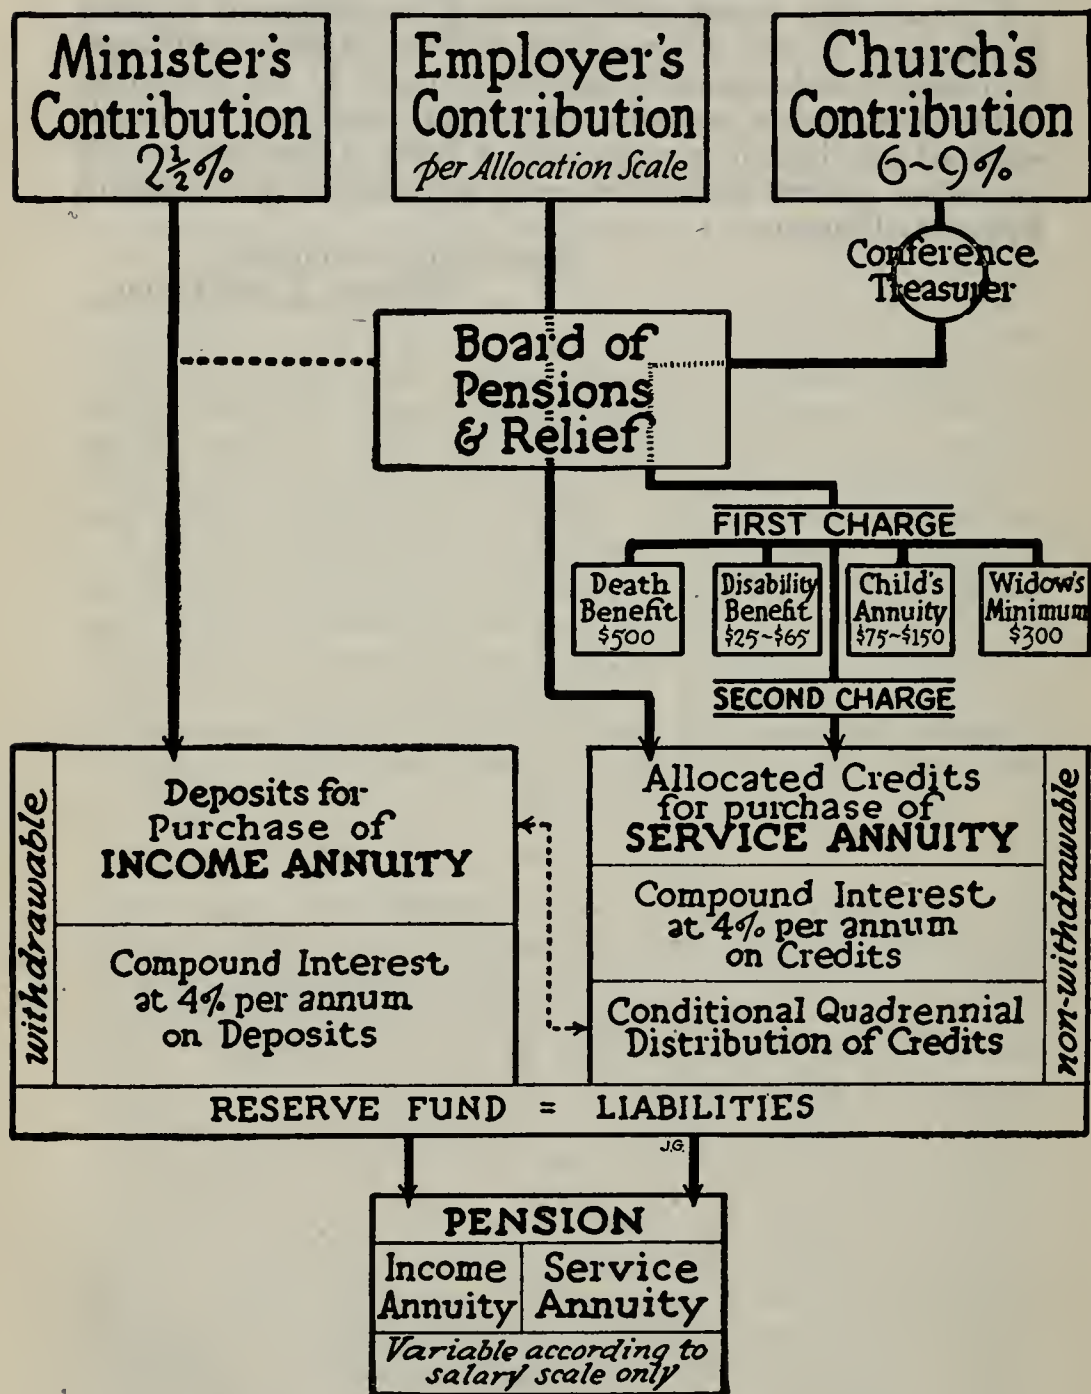 Minister's
Contribution
2½%
Employer's
Contribution
per Allocation Scale
Church's
Contribution
6~9%
Conference
Treasurer
Board of
Pensions
& Relief
FIRST CHARGE
Death
Benefit
$500
Disability
Benefit
$25~$65
Child's
Annuity
$75~$150
Widow's
Minimum
$300
SECOND CHARGE
withdrawable
Deposits for
Purchase of
INCOME ANNUITY
Compound Interest
at 4% per annum
on Deposits
Allocated Credits
for purchase of
SERVICE ANNUITY
Compound Interest
at 4% per annum
on Credits
Conditional Quadrennial
Distribution of Credits
non-withdrawable
RESERVE FUND = LIABILITIES
J.G.
PENSION
Income
Annuity
Service
Annuity
Variable according to
salary scale only